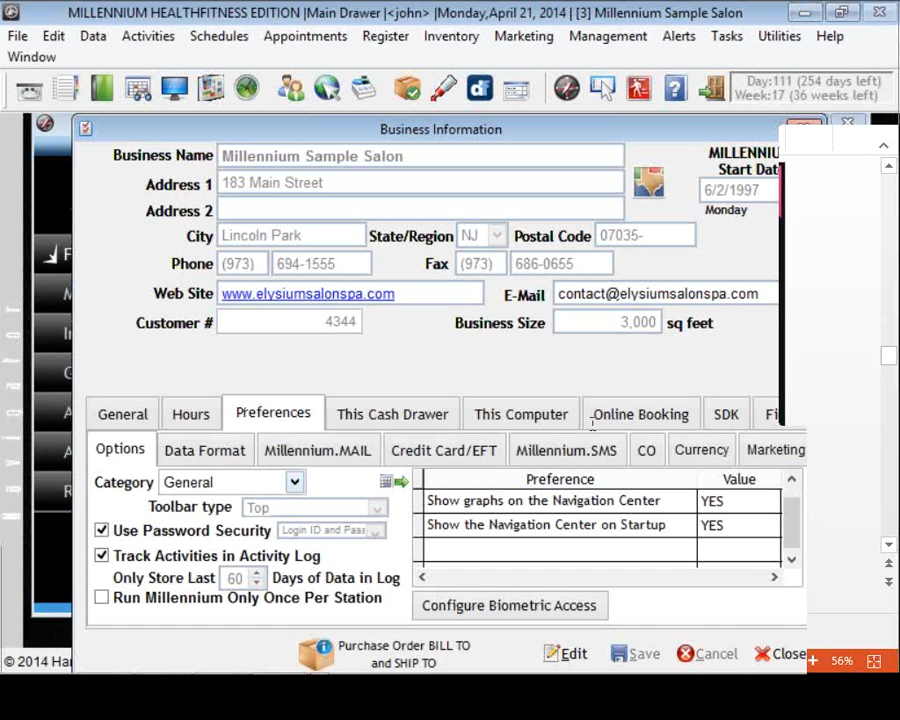 MILLENNIUM HEALTHFITNESS EDITION |Main Drawer |<john> |Monday,April 21, 2014 | [3] Millennium Sample Salon
File Edit Data Activities Schedules Appointments Register Inventory Marketing Management Alerts Tasks Utilities Help
Window
Day:111 (254 days left)
Week:17 (36 weeks left)
Business Information
Business Name Millennium Sample Salon
Address 1 183 Main Street
Address 2
City Lincoln Park State/Region NJ Postal Code 07035-
Phone (973) 694-1555 Fax (973) 686-0655
Web Site www.elysiumsalonspa.com E-Mail contact@elysiumsalonspa.com
Customer # 4344 Business Size 3,000 sq feet
MILLENNIU
Start Dat
6/2/1997
Monday
General Hours Preferences This Cash Drawer This Computer Online Booking SDK Fi
Options Data Format Millennium.MAIL Credit Card/EFT Millennium.SMS CO Currency Marketing
Category General
Toolbar type Top
Use Password Security Login ID and Pass
Track Activities in Activity Log
Only Store Last 60 Days of Data in Log
Run Millennium Only Once Per Station
Preference Value
Show graphs on the Navigation Center YES
Show the Navigation Center on Startup YES
Configure Biometric Access
Purchase Order BILL TO
and SHIP TO
Edit Save Cancel Close
© 2014 Har
56%